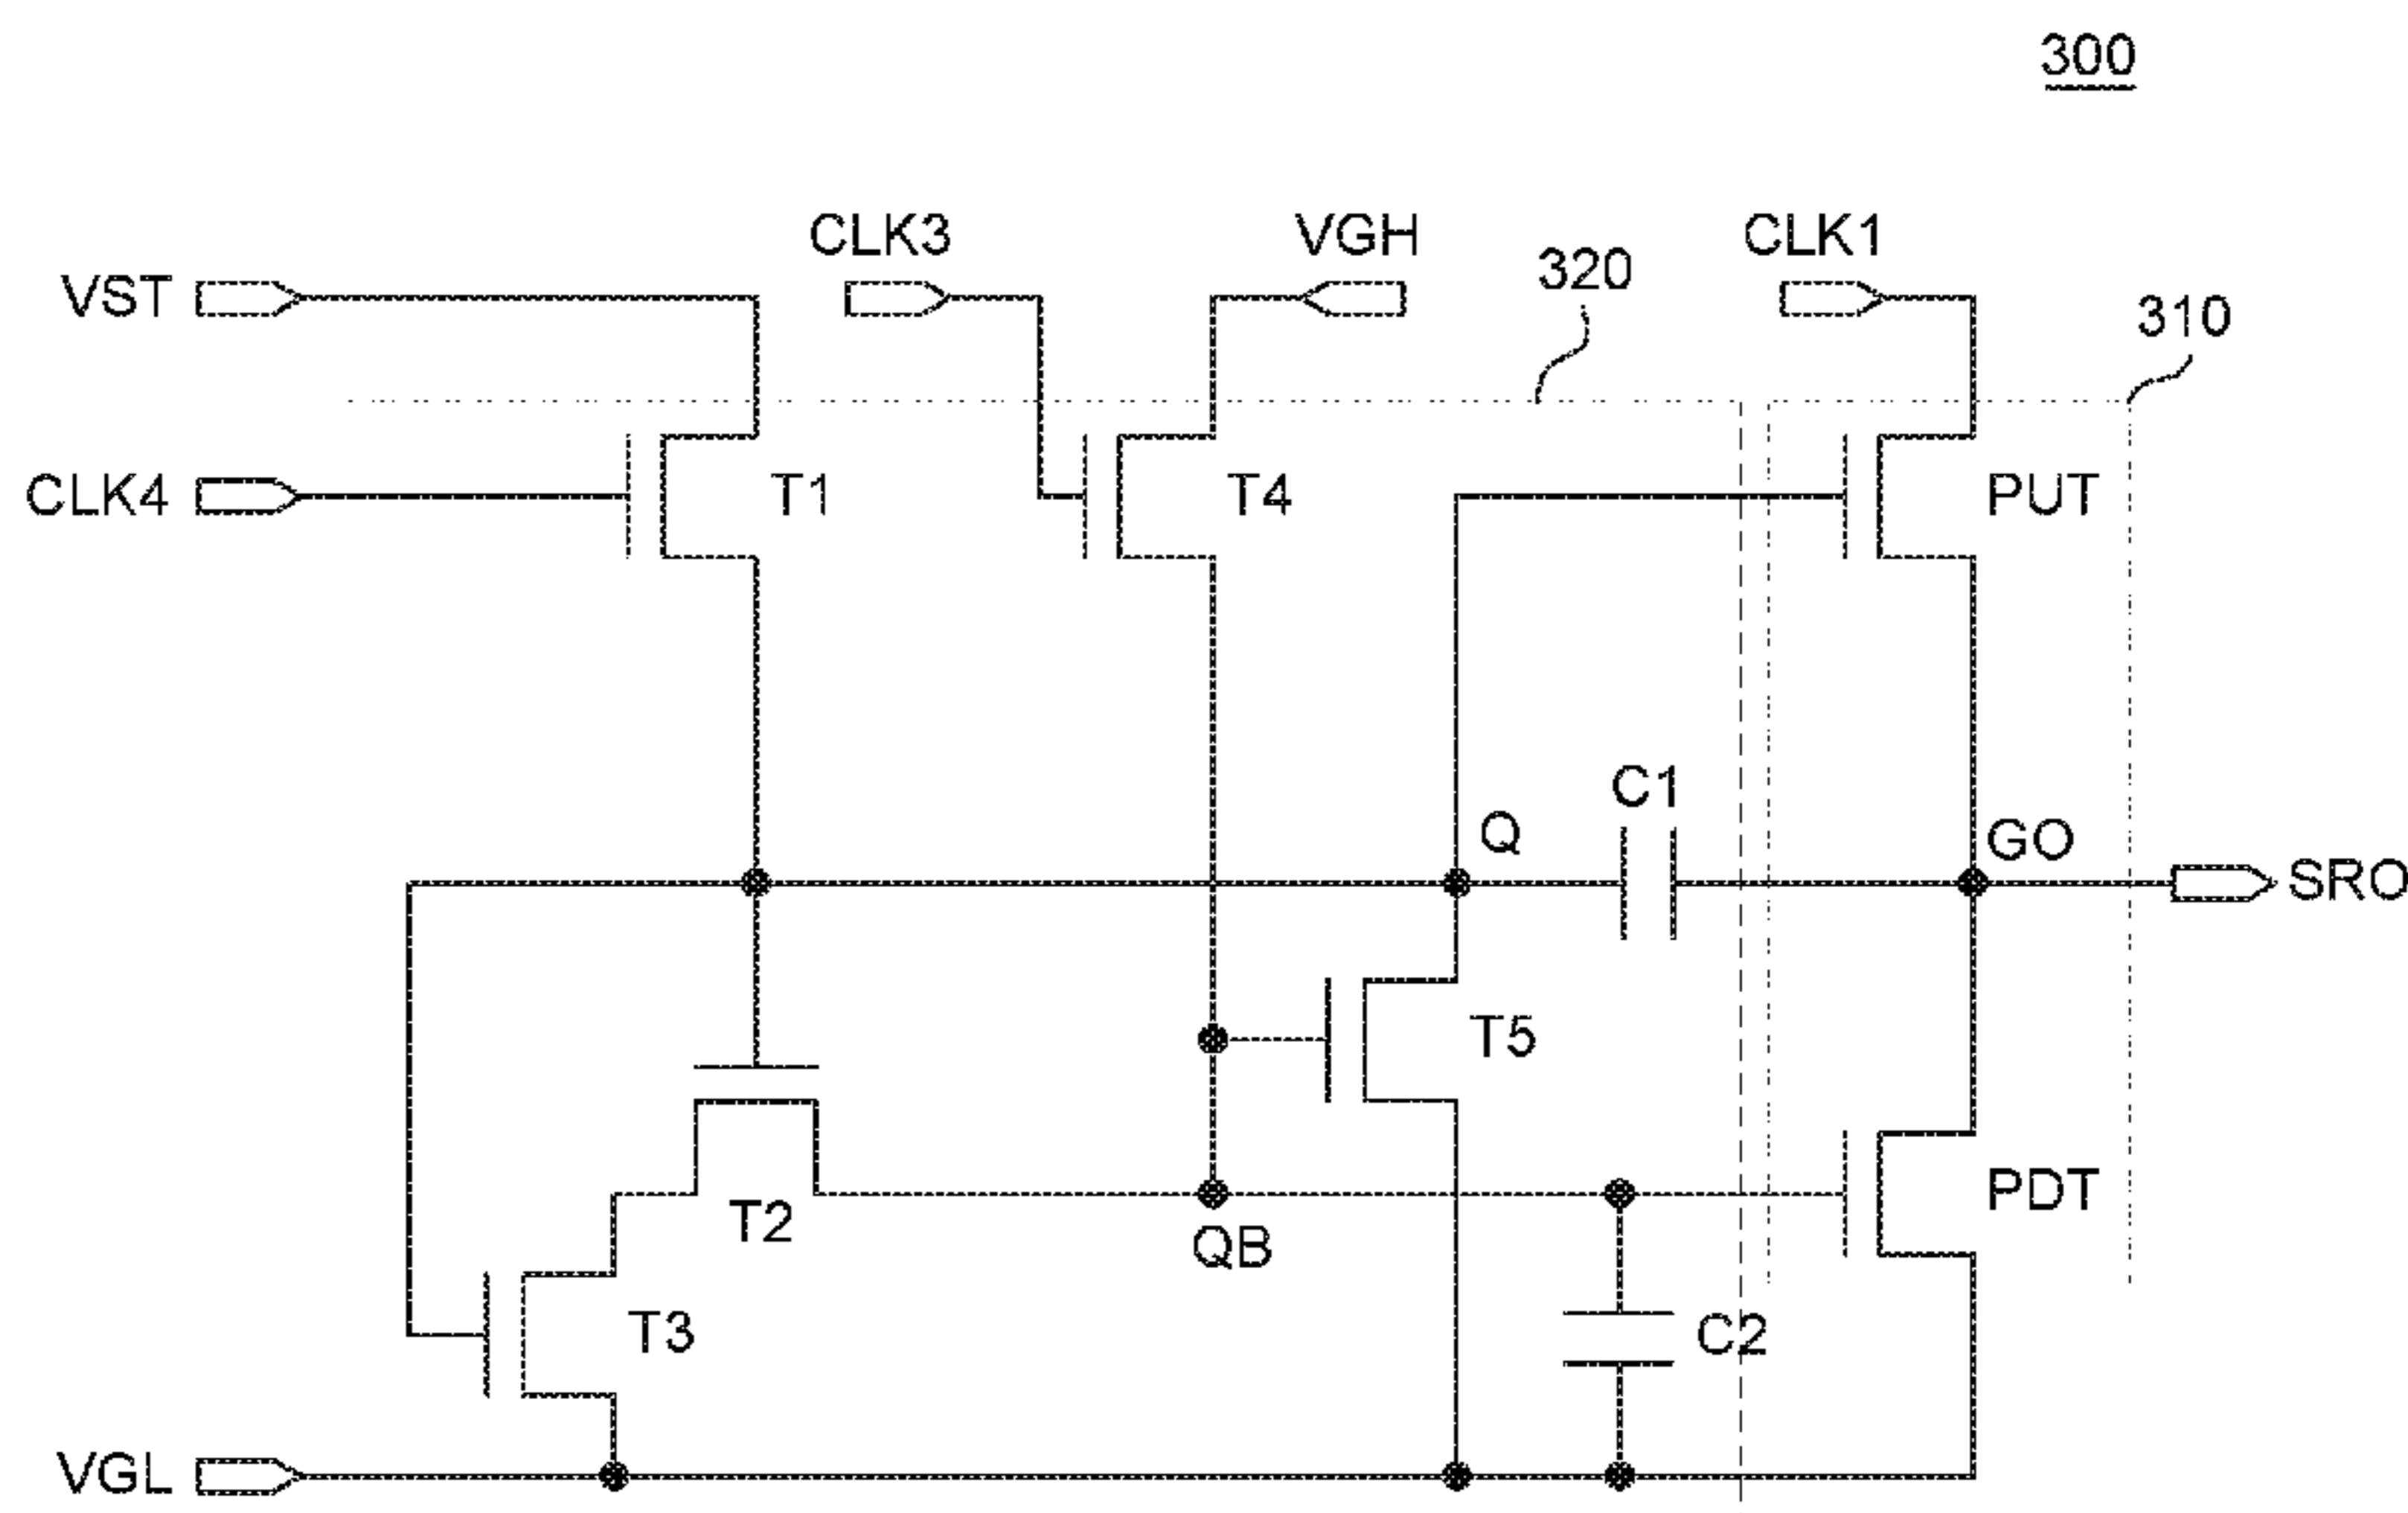 300
CLK3
VGH
CLK1
320
310
VST
CLK4
T1
T4
PUT
C1
Q
GO
SRO
T5
T2
QB
PDT
T3
C2
VGL